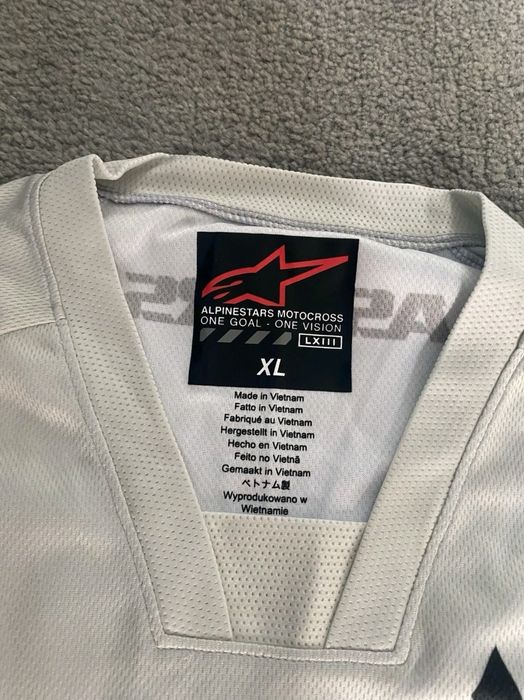 ALPINESTARS MOTOCROSS
ONE GOAL - ONE VISION
LXIII
XL
Made in Vietnam
Fatto in Vietnam
Fabriqué au Vietnam
Hergestellt in Vietnam
Hecho en Vietnam
Feito no Vietnã
Gemaakt in Vietnam
ベトナム製
Wyprodukowano w
Wietnamie